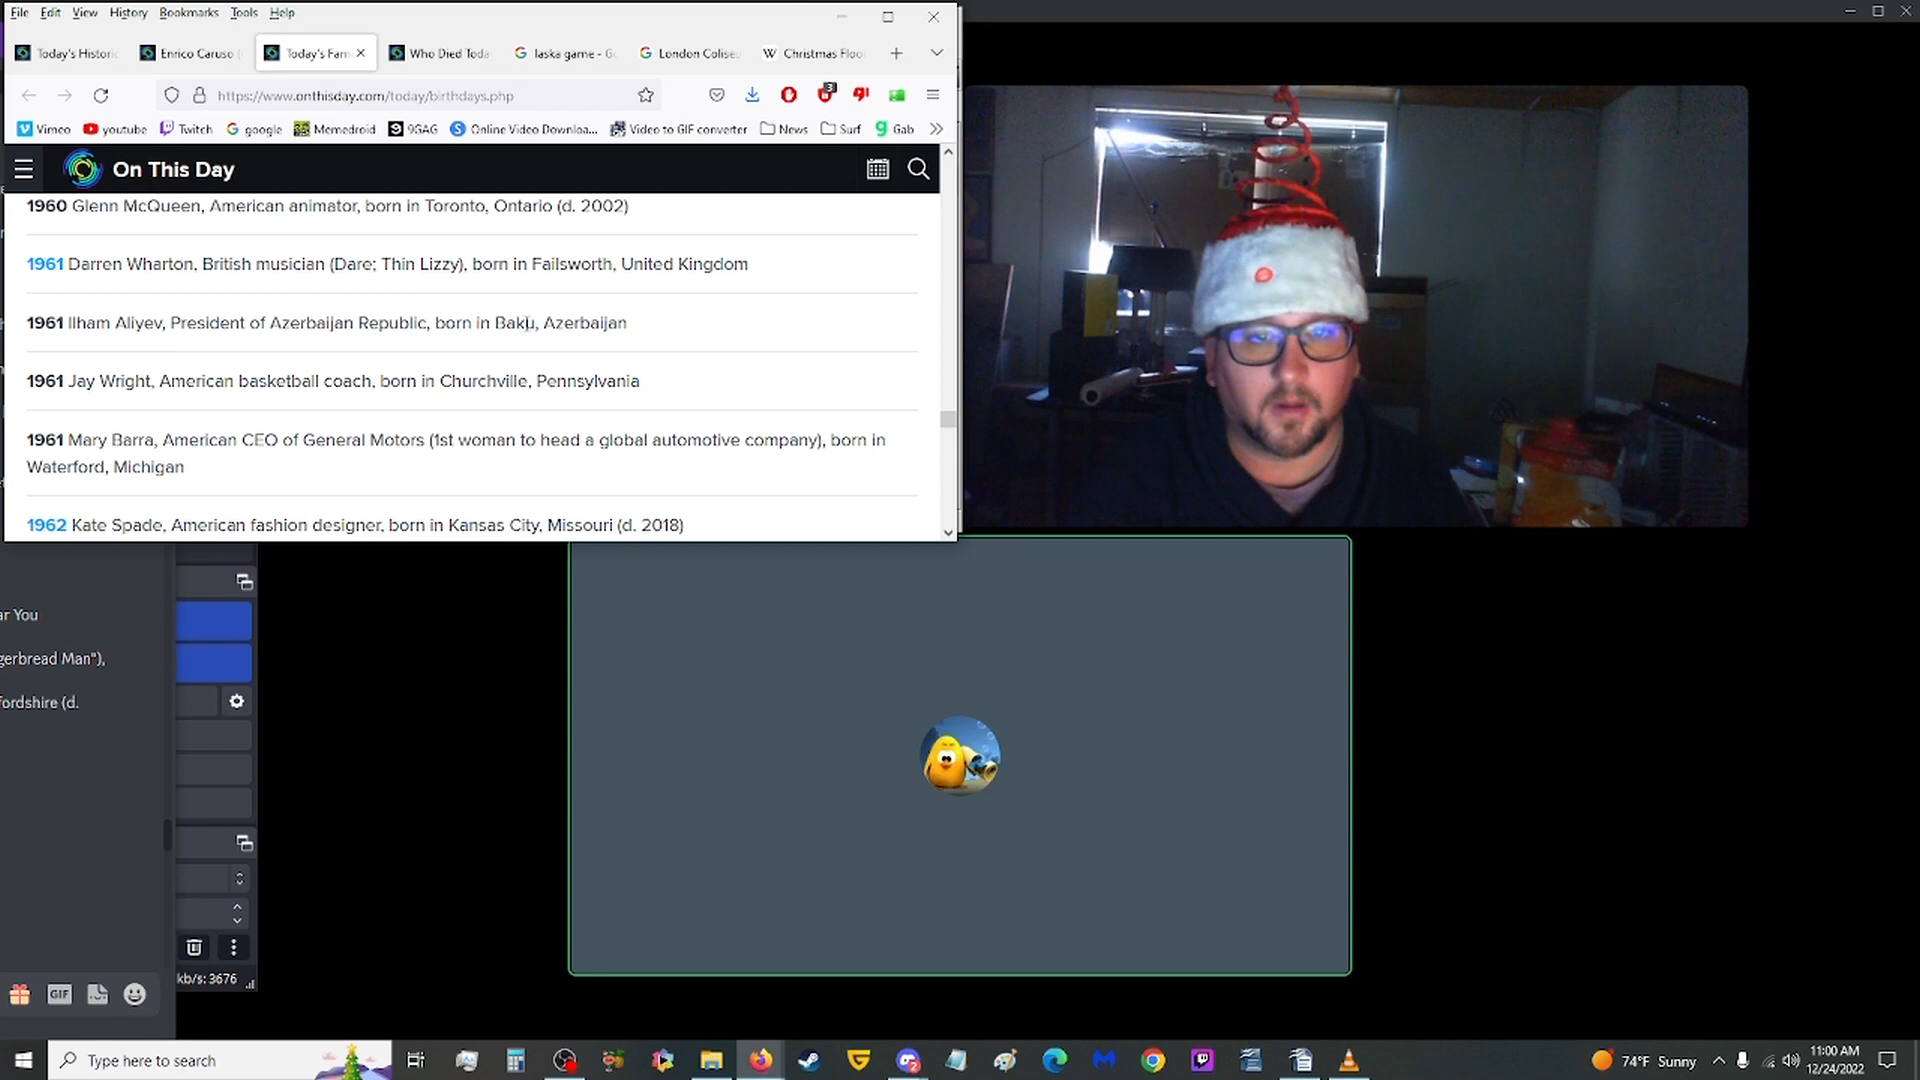 File Edit View History Bookmarks Tools Help
Today's Histori
Enrico Caruso (
Today's Fam
Who Died Toda
laska game - Go
London Coliseu
Christmas Floo
https://www.onthisday.com/today/birthdays.php
3
Vimeo youtube Twitch google Memedroid 9GAG Online Video Downloa... Video to GIF converter News Surf Gab
On This Day
1960 Glenn McQueen, American animator, born in Toronto, Ontario (d. 2002)
1961 Darren Wharton, British musician (Dare; Thin Lizzy), born in Failsworth, United Kingdom
1961 Ilham Aliyev, President of Azerbaijan Republic, born in Baku, Azerbaijan
1961 Jay Wright, American basketball coach, born in Churchville, Pennsylvania
1961 Mary Barra, American CEO of General Motors (1st woman to head a global automotive company), born in
Waterford, Michigan
1962 Kate Spade, American fashion designer, born in Kansas City, Missouri (d. 2018)
ar You
gerbread Man"),
fordshire (d.
kb/s: 3676
GIF
Type here to search
2
74°F Sunny
11:00 AM
12/24/2022